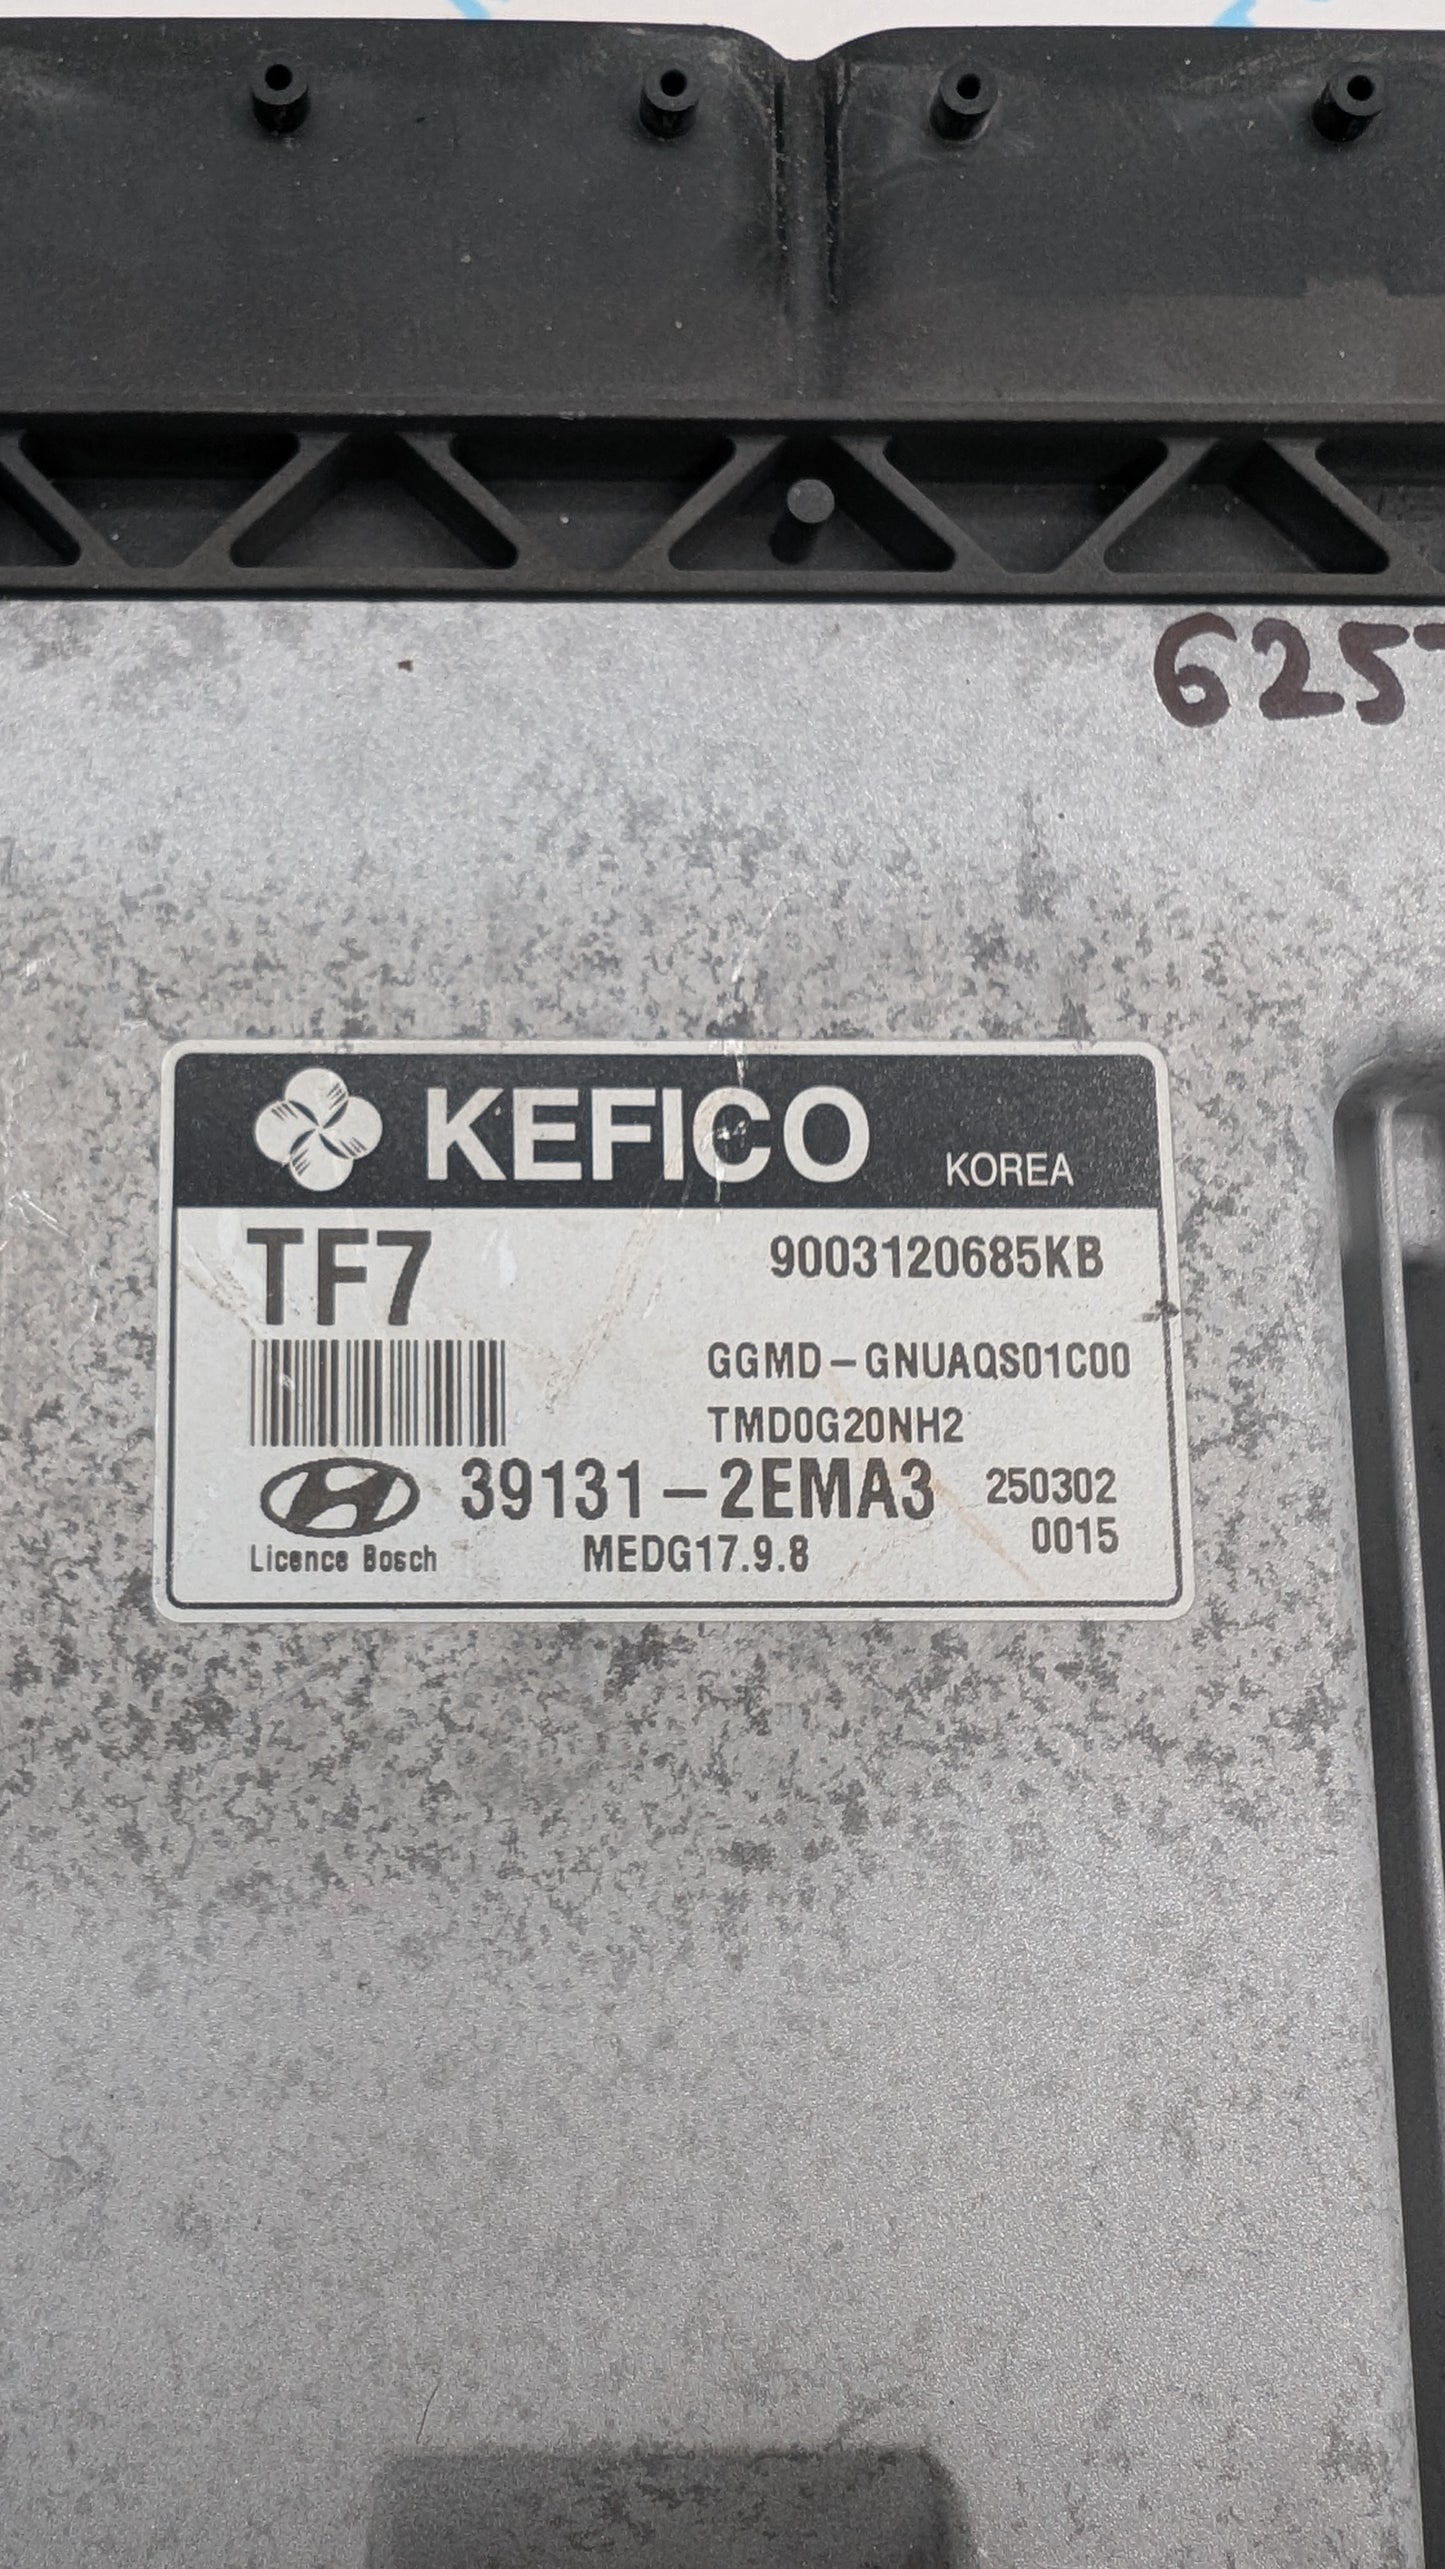 625
KEFICO KOREA
TF7 9003120685KB
GGMD-GNUAQS01C00
TMD0G20NH2
39131-2EMA3 250302
Licence Bosch MEDG17.9.8 0015